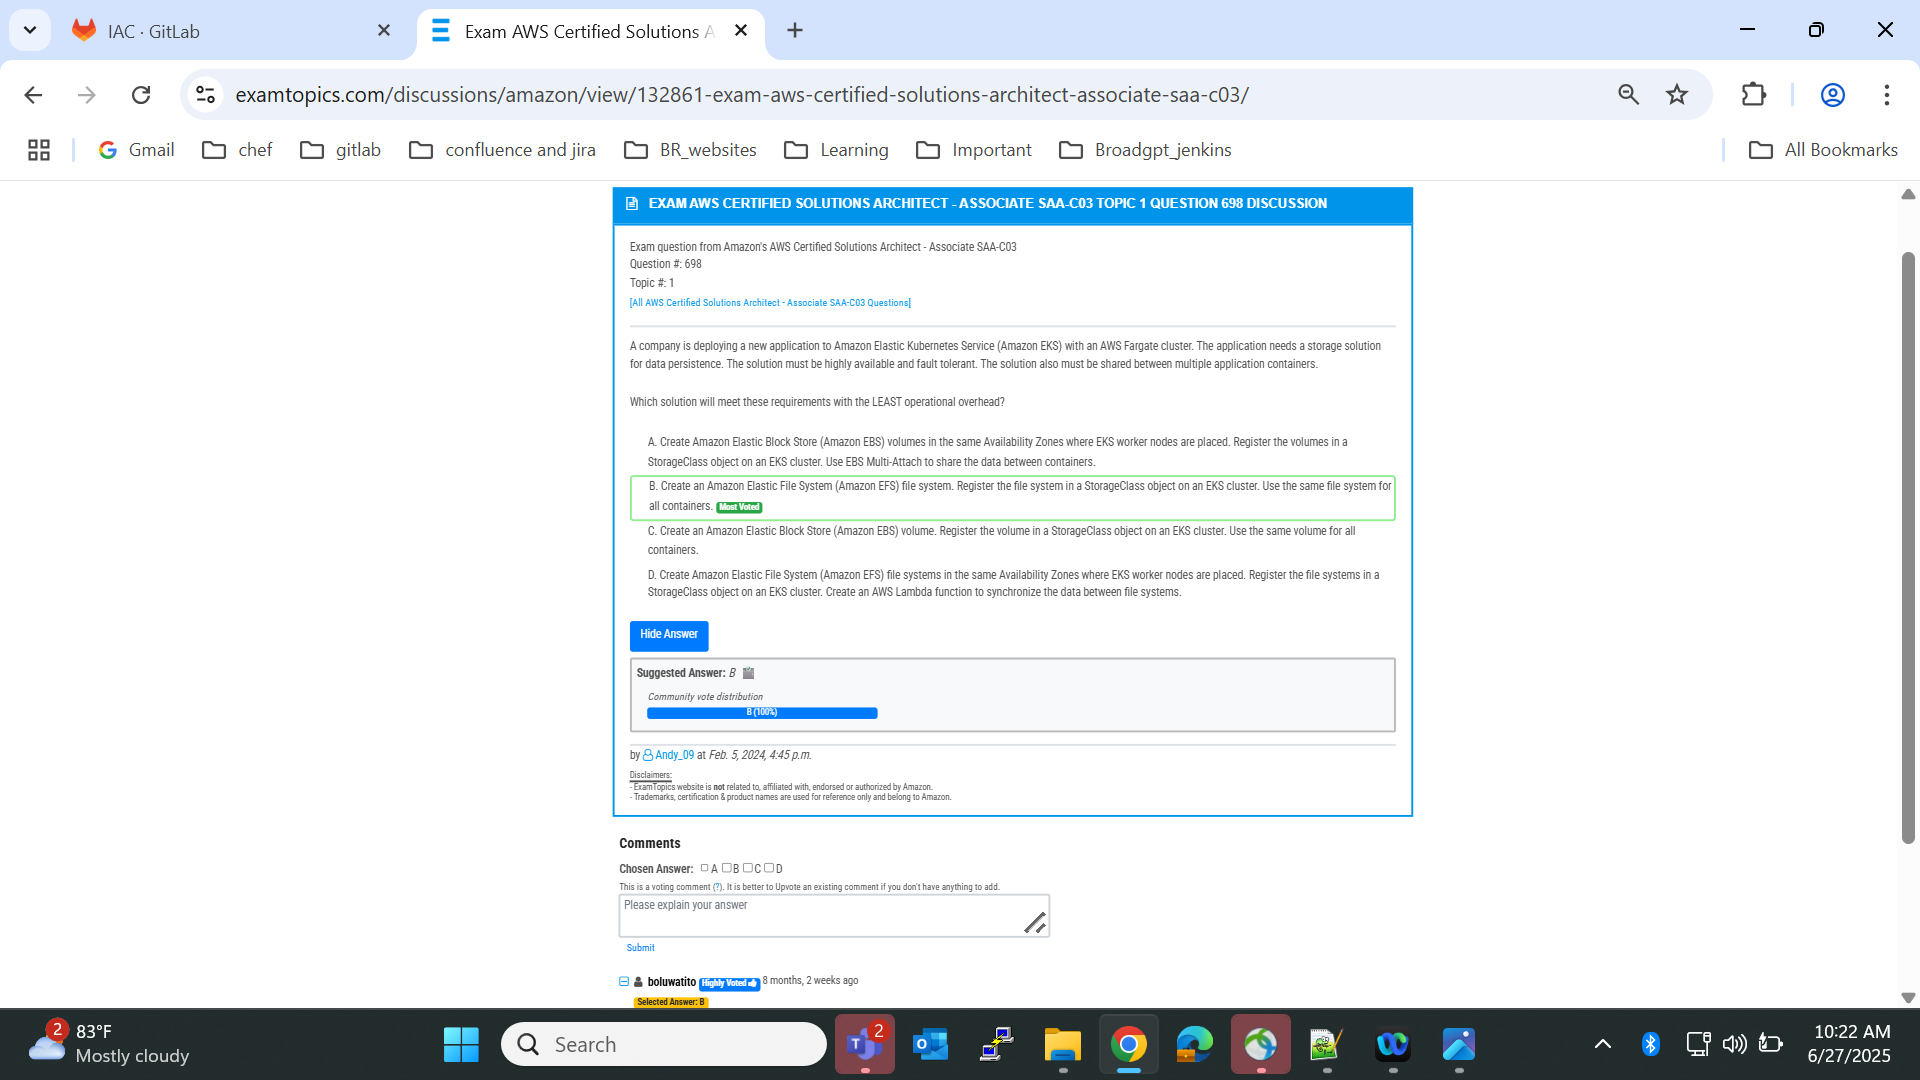 IAC · GitLab
Exam AWS Certified Solutions A
examtopics.com/discussions/amazon/view/132861-exam-aws-certified-solutions-architect-associate-saa-c03/
Gmail
chef
gitlab
confluence and jira
BR_websites
Learning
Important
Broadgpt_jenkins
All Bookmarks
EXAM AWS CERTIFIED SOLUTIONS ARCHITECT - ASSOCIATE SAA-C03 TOPIC 1 QUESTION 698 DISCUSSION
Exam question from Amazon's AWS Certified Solutions Architect - Associate SAA-C03
Question #: 698
Topic #: 1
[All AWS Certified Solutions Architect - Associate SAA-C03 Questions]
A company is deploying a new application to Amazon Elastic Kubernetes Service (Amazon EKS) with an AWS Fargate cluster. The application needs a storage solution
for data persistence. The solution must be highly available and fault tolerant. The solution also must be shared between multiple application containers.
Which solution will meet these requirements with the LEAST operational overhead?
A. Create Amazon Elastic Block Store (Amazon EBS) volumes in the same Availability Zones where EKS worker nodes are placed. Register the volumes in a
StorageClass object on an EKS cluster. Use EBS Multi-Attach to share the data between containers.
B. Create an Amazon Elastic File System (Amazon EFS) file system. Register the file system in a StorageClass object on an EKS cluster. Use the same file system for
all containers. Most Voted
C. Create an Amazon Elastic Block Store (Amazon EBS) volume. Register the volume in a StorageClass object on an EKS cluster. Use the same volume for all
containers.
D. Create Amazon Elastic File System (Amazon EFS) file systems in the same Availability Zones where EKS worker nodes are placed. Register the file systems in a
StorageClass object on an EKS cluster. Create an AWS Lambda function to synchronize the data between file systems.
Hide Answer
Suggested Answer: B
Community vote distribution
B (100%)
by Andy_09 at Feb. 5, 2024, 4:45 p.m.
Disclaimers:
- ExamTopics website is not related to, affiliated with, endorsed or authorized by Amazon.
- Trademarks, certification & product names are used for reference only and belong to Amazon.
Comments
Chosen Answer: A B C D
This is a voting comment (?). It is better to Upvote an existing comment if you don't have anything to add.
Please explain your answer
Submit
boluwatito Highly Voted 8 months, 2 weeks ago
Selected Answer: B
2
83°F
Mostly cloudy
Search
2
10:22 AM
6/27/2025